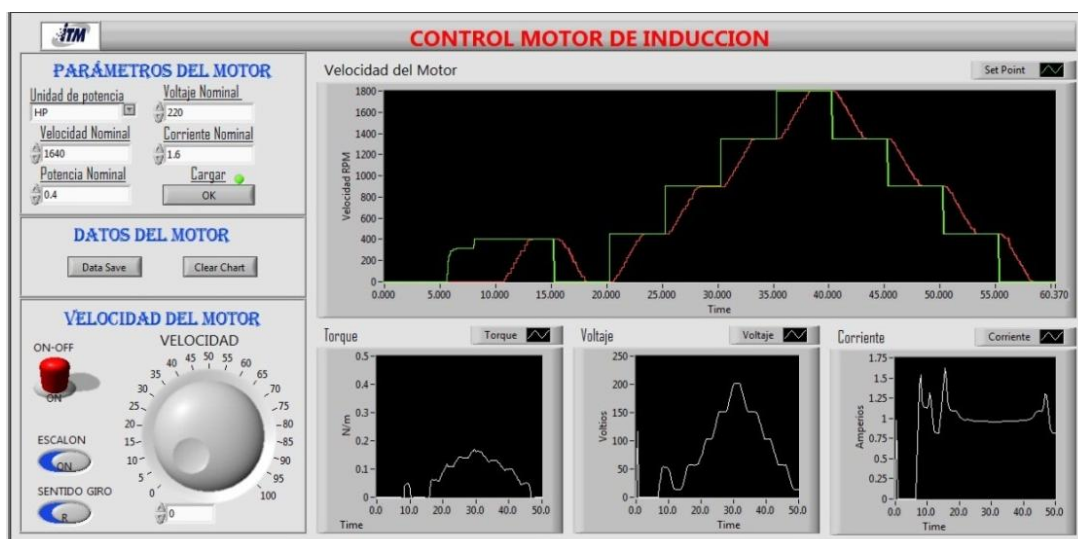 iTM
CONTROL MOTOR DE INDUCCION
PARÁMETROS DEL MOTOR
Unidad de potencia
HP
Voltaje Nominal
220
Velocidad Nominal
1640
Corriente Nominal
1.6
Potencia Nominal
0.4
Cargar
OK
DATOS DEL MOTOR
Data Save
Clear Chart
VELOCIDAD DEL MOTOR
ON-OFF
ON
ESCALON
ON
SENTIDO GIRO
R
VELOCIDAD
0 5 10 15 20 25 30 35 40 45 50 55 60 65 70 75 80 85 90 95 100
0
Velocidad del Motor
Set Point
Velocidad RPM
1800
1600
1400
1200
1000
800
600
400
200
0
0.000 5.000 10.000 15.000 20.000 25.000 30.000 35.000 40.000 45.000 50.000 55.000 60.370
Time
Torque
Torque
N/m
0.5
0.4
0.3
0.2
0.1
0
0.0 10.0 20.0 30.0 40.0 50.0
Time
Time
Voltaje
Voltaje
Voltios
250
200
150
100
50
0
0.0 10.0 20.0 30.0 40.0 50.0
Time
Corriente
Corriente
Amperios
1.75
1.5
1.25
1
0.75
0.5
0.25
0
0.0 10.0 20.0 30.0 40.0 50.0
Time